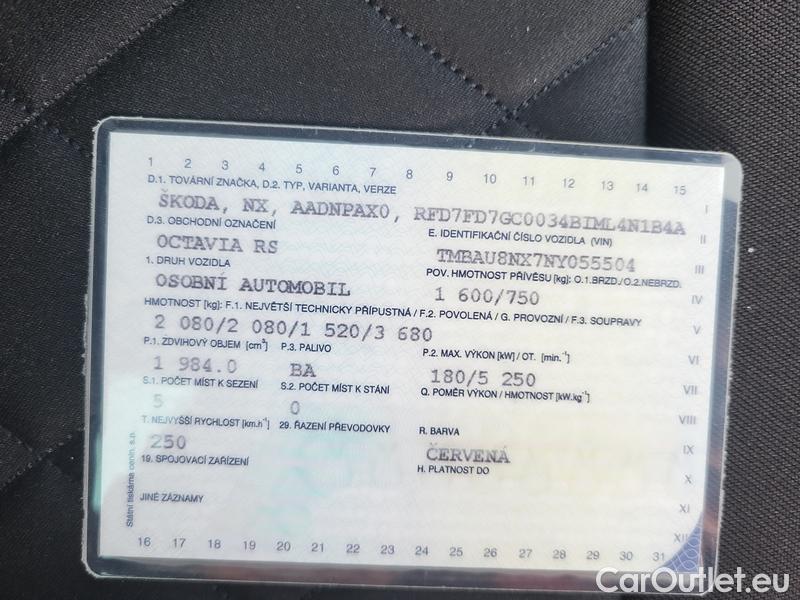 1 2 3 4 5 6 7 8 9 10 11 12 13 14 15
D.1. TOVÁRNÍ ZNAČKA, D.2. TYP, VARIANTA, VERZE
I
ŠKODA, NX, AADNPAX0, RFD7FD7GC0034BIML4N1B4A
D.3. OBCHODNÍ OZNAČENÍ
E. IDENTIFIKAČNÍ ČÍSLO VOZIDLA (VIN)
II
OCTAVIA RS
TMBAU8NX7NY055504
1. DRUH VOZIDLA
POV. HMOTNOST PŘÍVĚSU [kg]: O.1.BRZD./O.2.NEBRZD.
III
OSOBNÍ AUTOMOBIL
1 600/750
IV
HMOTNOST [kg]: F.1. NEJVĚTŠÍ TECHNICKY PŘÍPUSTNÁ / F.2. POVOLENÁ / G. PROVOZNÍ / F.3. SOUPRAVY
2 080/2 080/1 520/3 680
V
P.1. ZDVIHOVÝ OBJEM [cm³]
P.3. PALIVO
P.2. MAX. VÝKON [kW] / OT. [min.⁻¹]
VI
1 984.0
BA
180/5 250
S.1. POČET MÍST K SEZENÍ
S.2. POČET MÍST K STÁNÍ
Q. POMĚR VÝKON / HMOTNOST [kW.kg⁻¹]
VII
5
0
T. NEJVYŠŠÍ RYCHLOST [km.h⁻¹]
29. ŘAZENÍ PŘEVODOVKY
R. BARVA
VIII
250
ČERVENÁ
IX
19. SPOJOVACÍ ZAŘÍZENÍ
H. PLATNOST DO
X
JINÉ ZÁZNAMY
XI
XII
Státní tiskárna cenin, s.p.
16 17 18 19 20 21 22 23 24 25 26 27 28 29 30 31
CarOutlet.eu